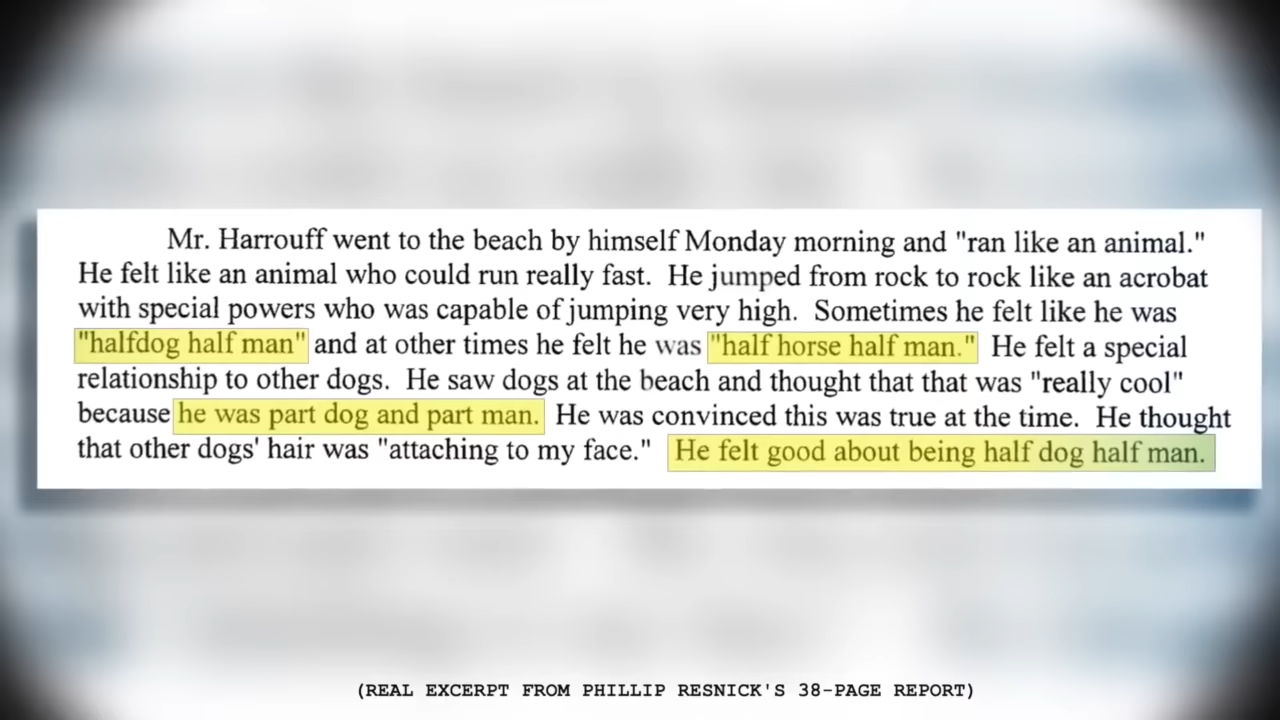 Mr. Harrouff went to the beach by himself Monday morning and "ran like an animal."
He felt like an animal who could run really fast. He jumped from rock to rock like an acrobat
with special powers who was capable of jumping very high. Sometimes he felt like he was
"halfdog half man" and at other times he felt he was "half horse half man." He felt a special
relationship to other dogs. He saw dogs at the beach and thought that that was "really cool"
because he was part dog and part man. He was convinced this was true at the time. He thought
that other dogs' hair was "attaching to my face." He felt good about being half dog half man.
(REAL EXCERPT FROM PHILLIP RESNICK'S 38-PAGE REPORT)